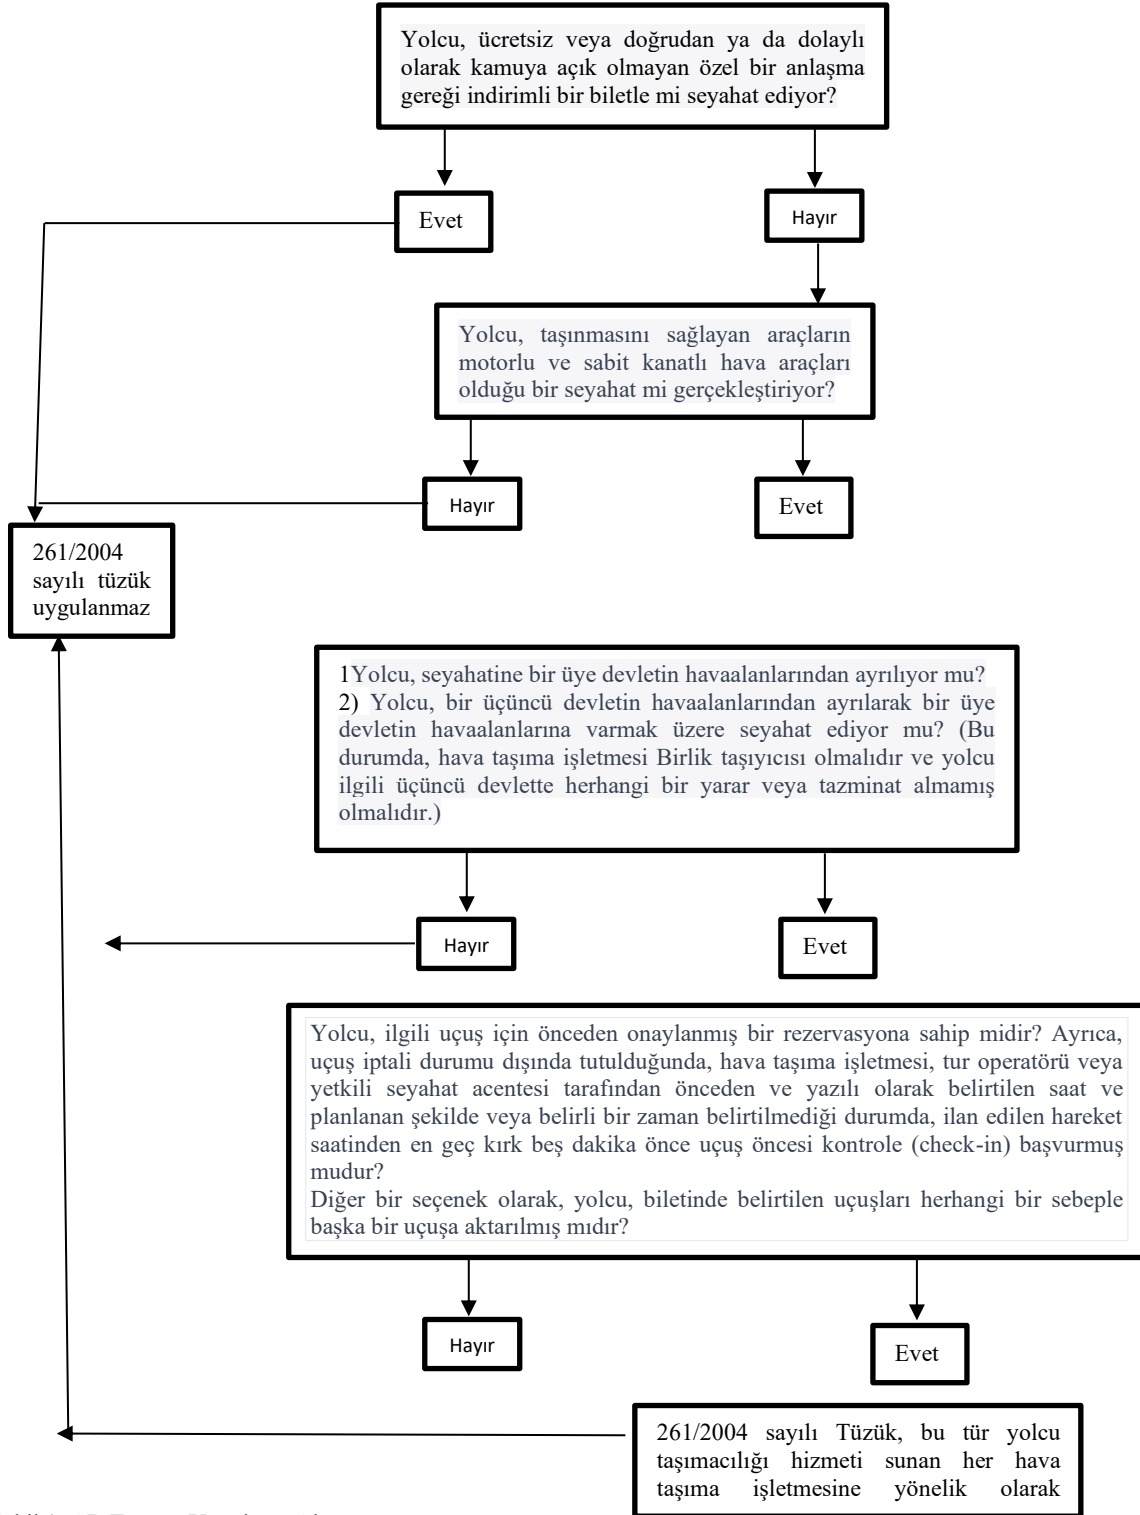 Yolcu, ücretsiz veya doğrudan ya da dolaylı
olarak kamuya açık olmayan özel bir anlaşma
gereği indirimli bir biletle mi seyahat ediyor?
Evet
Hayır
Yolcu, taşınmasını sağlayan araçların
motorlu ve sabit kanatlı hava araçları
olduğu bir seyahat mi gerçekleştiriyor?
Hayır
Evet
261/2004
sayılı tüzük
uygulanmaz
1Yolcu, seyahatine bir üye devletin havaalanlarından ayrılıyor mu?
2) Yolcu, bir üçüncü devletin havaalanlarından ayrılarak bir üye
devletin havaalanlarına varmak üzere seyahat ediyor mu? (Bu
durumda, hava taşıma işletmesi Birlik taşıyıcısı olmalıdır ve yolcu
ilgili üçüncü devlette herhangi bir yarar veya tazminat almamış
olmalıdır.)
Hayır
Evet
Yolcu, ilgili uçuş için önceden onaylanmış bir rezervasyona sahip midir? Ayrıca,
uçuş iptali durumu dışında tutulduğunda, hava taşıma işletmesi, tur operatörü veya
yetkili seyahat acentesi tarafından önceden ve yazılı olarak belirtilen saat ve
planlanan şekilde veya belirli bir zaman belirtilmediği durumda, ilan edilen hareket
saatinden en geç kırk beş dakika önce uçuş öncesi kontrole (check-in) başvurmuş
mudur?
Diğer bir seçenek olarak, yolcu, biletinde belirtilen uçuşları herhangi bir sebeple
başka bir uçuşa aktarılmış mıdır?
Hayır
Evet
261/2004 sayılı Tüzük, bu tür yolcu
taşımacılığı hizmeti sunan her hava
taşıma işletmesine yönelik olarak